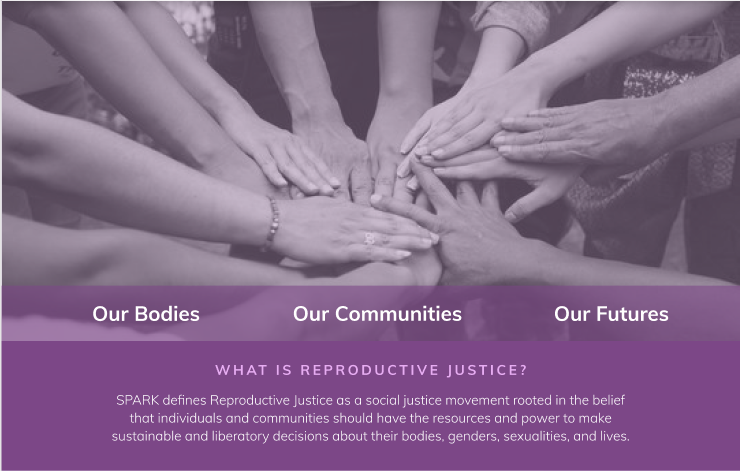 Our Bodies Our Communities Our Futures
WHAT IS REPRODUCTIVE JUSTICE?
SPARK defines Reproductive Justice as a social justice movement rooted in the belief
that individuals and communities should have the resources and power to make
sustainable and liberatory decisions about their bodies, genders, sexualities, and lives.